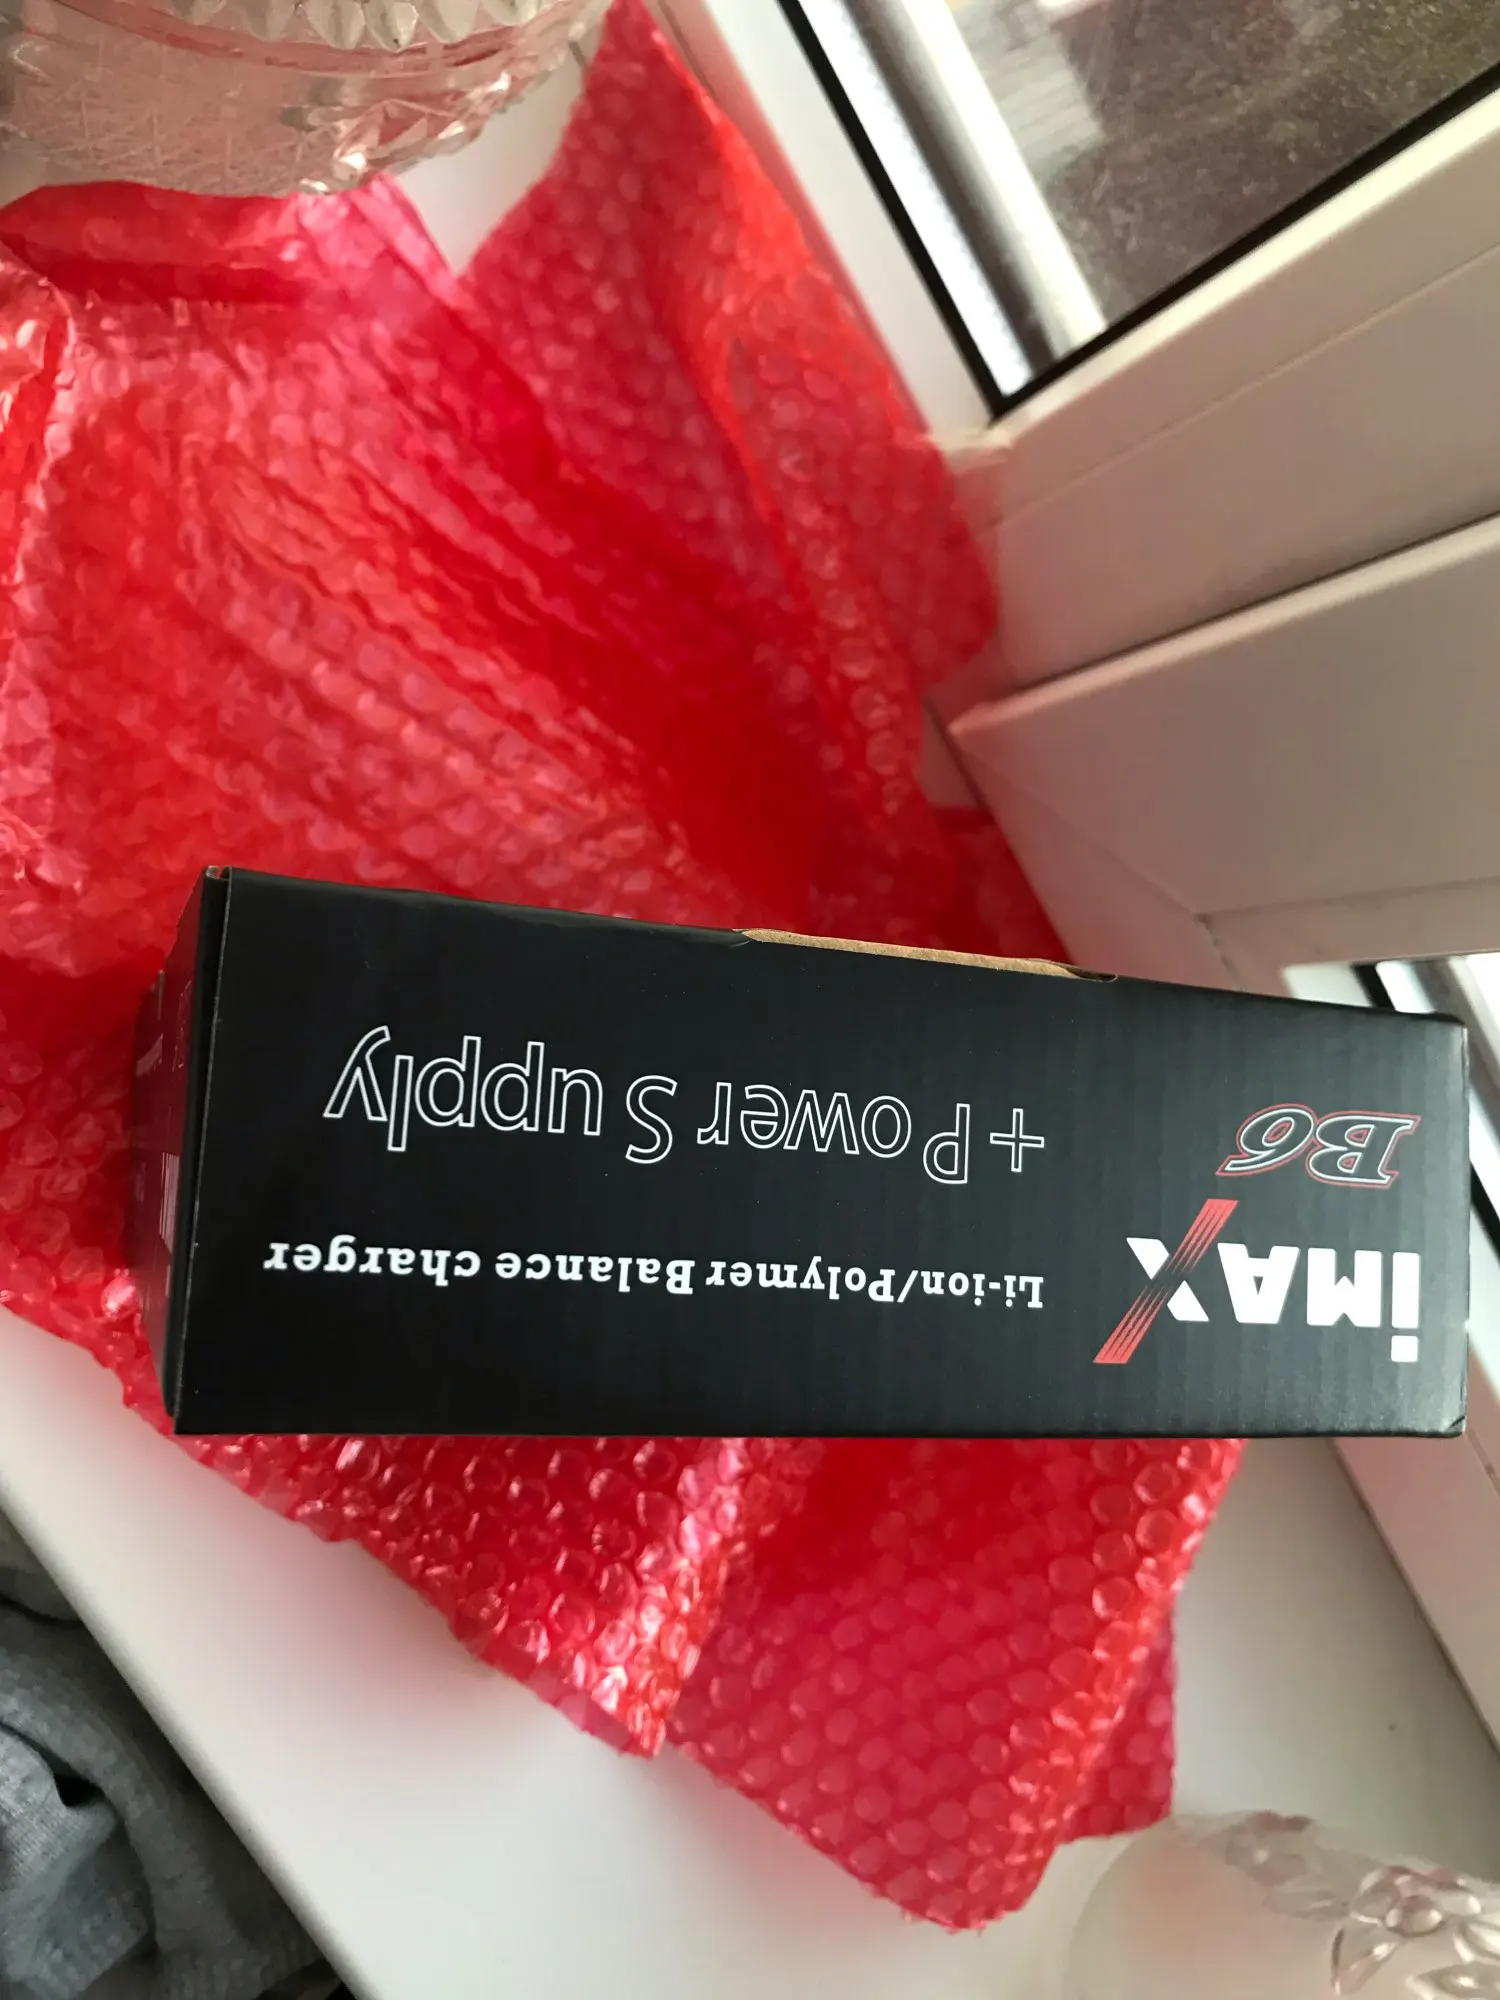 iMAX
B6
Li-ion/Polymer Balance charger
+Power Supply